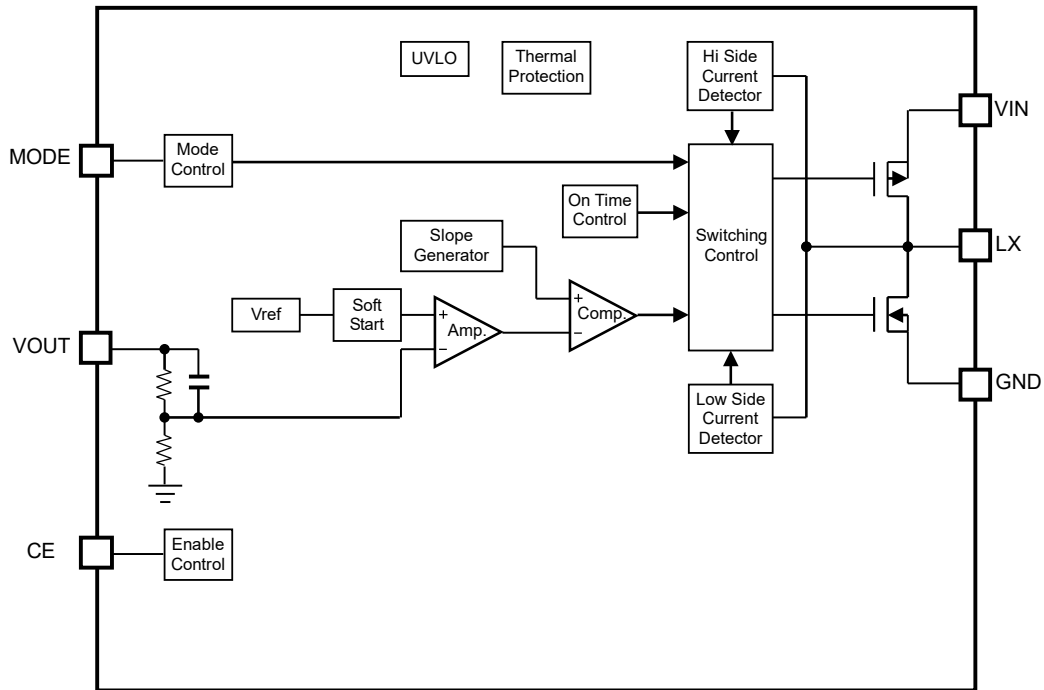 UVLO
Thermal
Protection
Hi Side
Current
Detector
VIN
MODE
Mode
Control
On Time
Control
Slope
Generator
Switching
Control
LX
Vref
Soft
Start
+
Amp.
−
+
Comp.
−
VOUT
Low Side
Current
Detector
GND
CE
Enable
Control